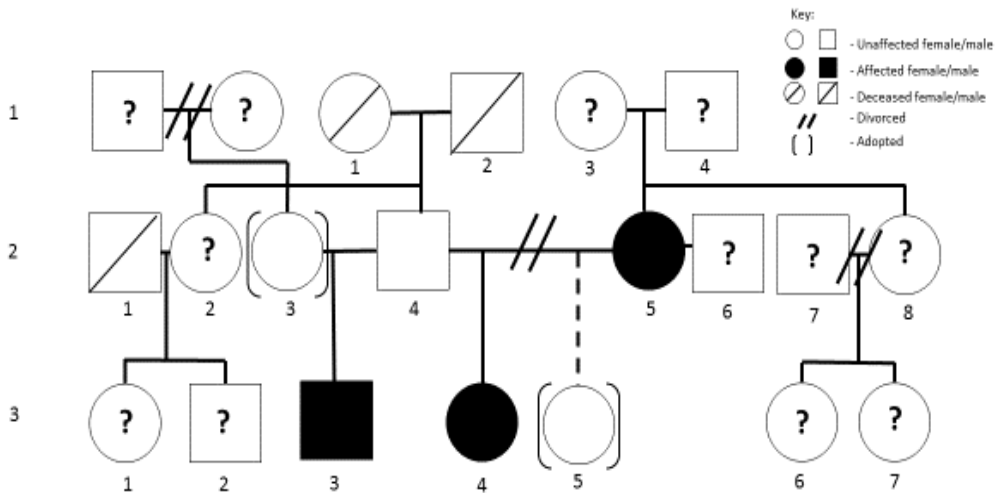 Key:
- Unaffected female/male
- Affected female/male
- Deceased female/male
- Divorced
- Adopted
1
? ? ? ?
1 2 3 4
2
? ? ? ?
1 2 3 4 5 6 7 8
3
? ? ? ?
1 2 3 4 5 6 7